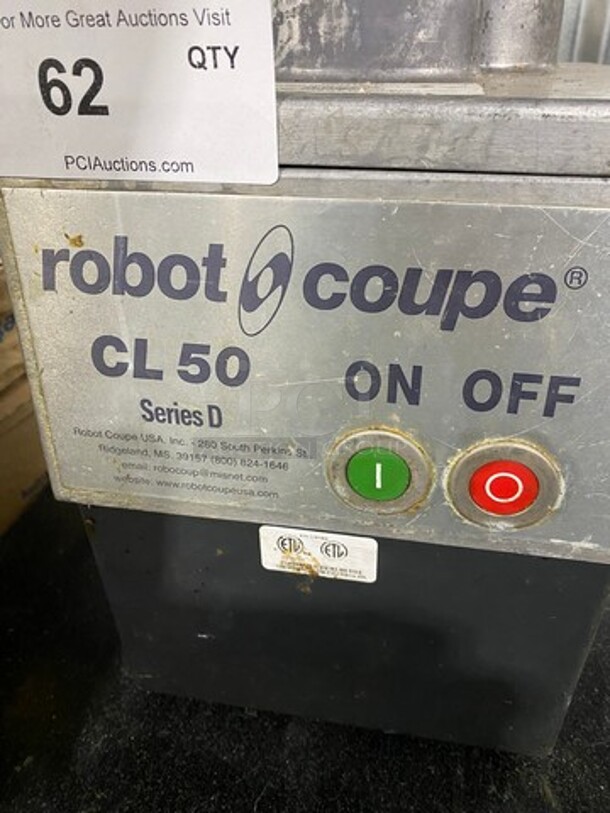 or More Great Auctions Visit
62
QTY
PCIAuctions.com
robot coupe®
CL 50
ON OFF
Series D
Robot Coupe USA, Inc. - 280 South Perkins St.
Ridgeland, MS. 39157 (800) 824-1646
email: robocoup@misnet.com
website: www.robotcoupeusa.com
I O
ETL ETL